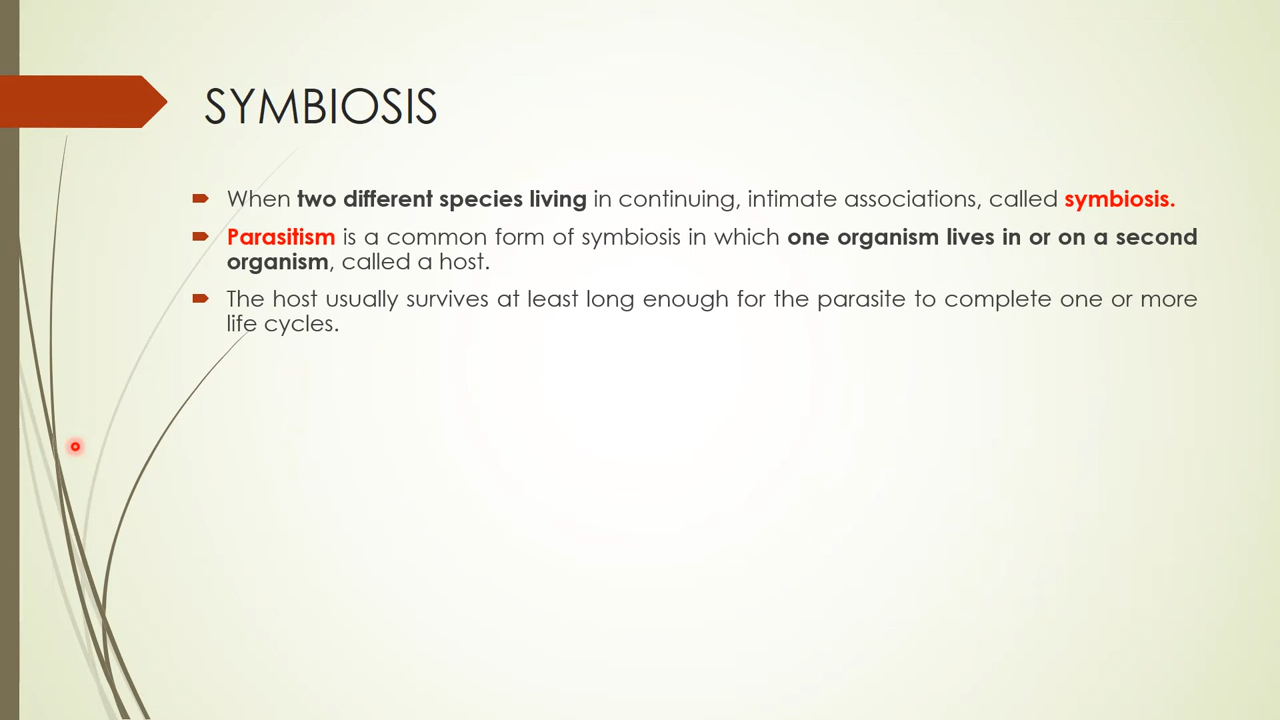 SYMBIOSIS
When two different species living in continuing, intimate associations, called symbiosis.
Parasitism is a common form of symbiosis in which one organism lives in or on a second
organism, called a host.
The host usually survives at least long enough for the parasite to complete one or more
life cycles.